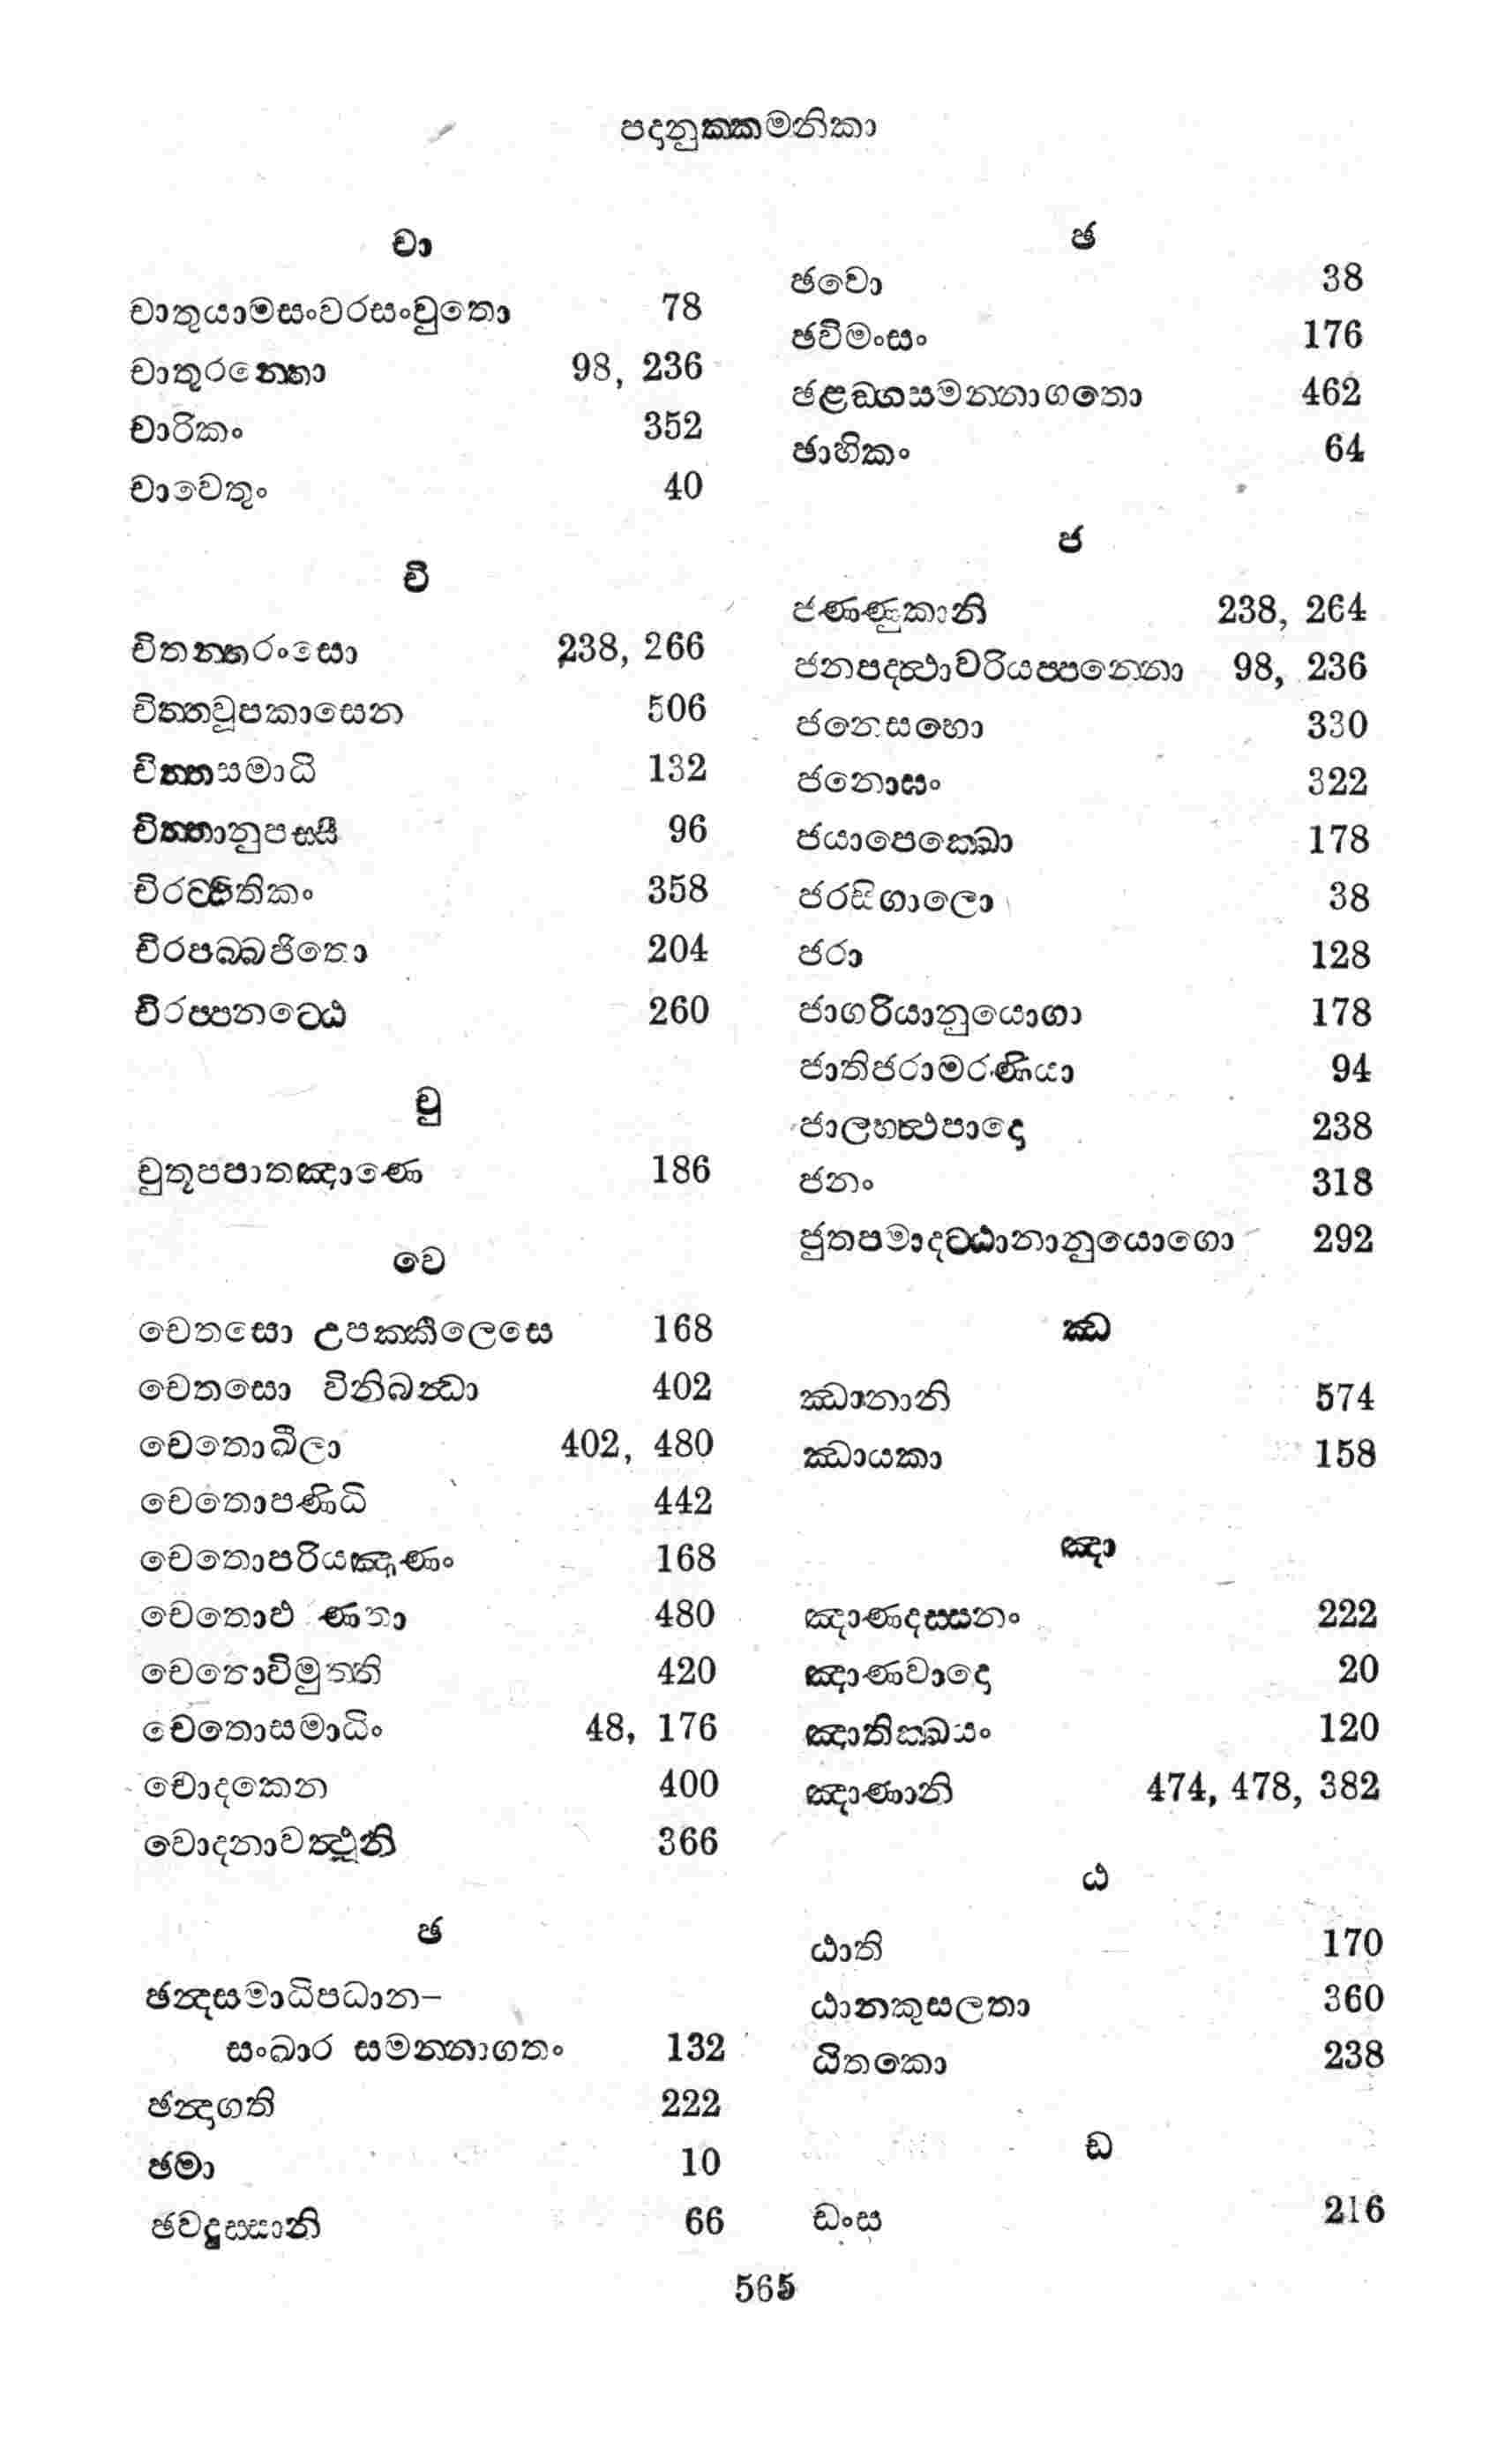 පදානුක්කමනිකා
චා
චාතුයාමසංවරසංවුතො 78
චාතුරන්තො 98, 236
චාරිකං 352
චාවෙතුං 40
චි
චිතන්තරංසො 238, 266
චිත්තවූපකාසෙන 506
චිත්තසමාධි 132
චිත්තානුපස්සී 96
චිරට්ඨිතිකං 358
චිරපබ්බජිතො 204
චිරප්පනට්ඨෙ 260
චු
චුතූපපාතඤාණෙ 186
චෙ
චෙතසො උපක්කිලෙසෙ 168
චෙතසො විනිබන්ධා 402
චෙතොඛිලා 402, 480
චෙතොපණිධි 442
චෙතොපරියඤාණං 168
චෙතොඵ ණතා 480
චෙතොවිමුත්ති 420
චෙතොසමාධිං 48, 176
චොදකෙන 400
චොදනාවත්ථූනි 366
ඡ
ඡන්දසමාධිපධාන–
සංඛාර සමන්නාගතං 132
ඡන්දාගති 222
ඡමා 10
ඡවදුස්සානි 66
ඡ
ඡවො 38
ඡවිමංසං 176
ඡළඞ්ගසමන්නාගතො 462
ඡාහිකං 64
ජ
ජණ්ණුකානි 238, 264
ජනපදත්ථාවරියප්පනෙනා 98, 236
ජනෙසභො 330
ජනොඝං 322
ජයාපෙක්ඛො 178
ජරසිගාලො 38
ජරා 128
ජාගරියානුයොගා 178
ජාතිජරාමරණියා 94
ජාලහත්ථපාදො 238
ජනං 318
ජුතපමාදට්ඨානානුයොගො 292
ඣ
ඣානානි 574
ඣායකා 158
ඤා
ඤාණදස්සනං 222
ඤාණවාදො 20
ඤාතික්ඛයං 120
ඤාණානි 474, 478, 382
ඨ
ඨාති 170
ඨානකුසලතා 360
ඨිතකො 238
ඩ
ඩංස 216
565